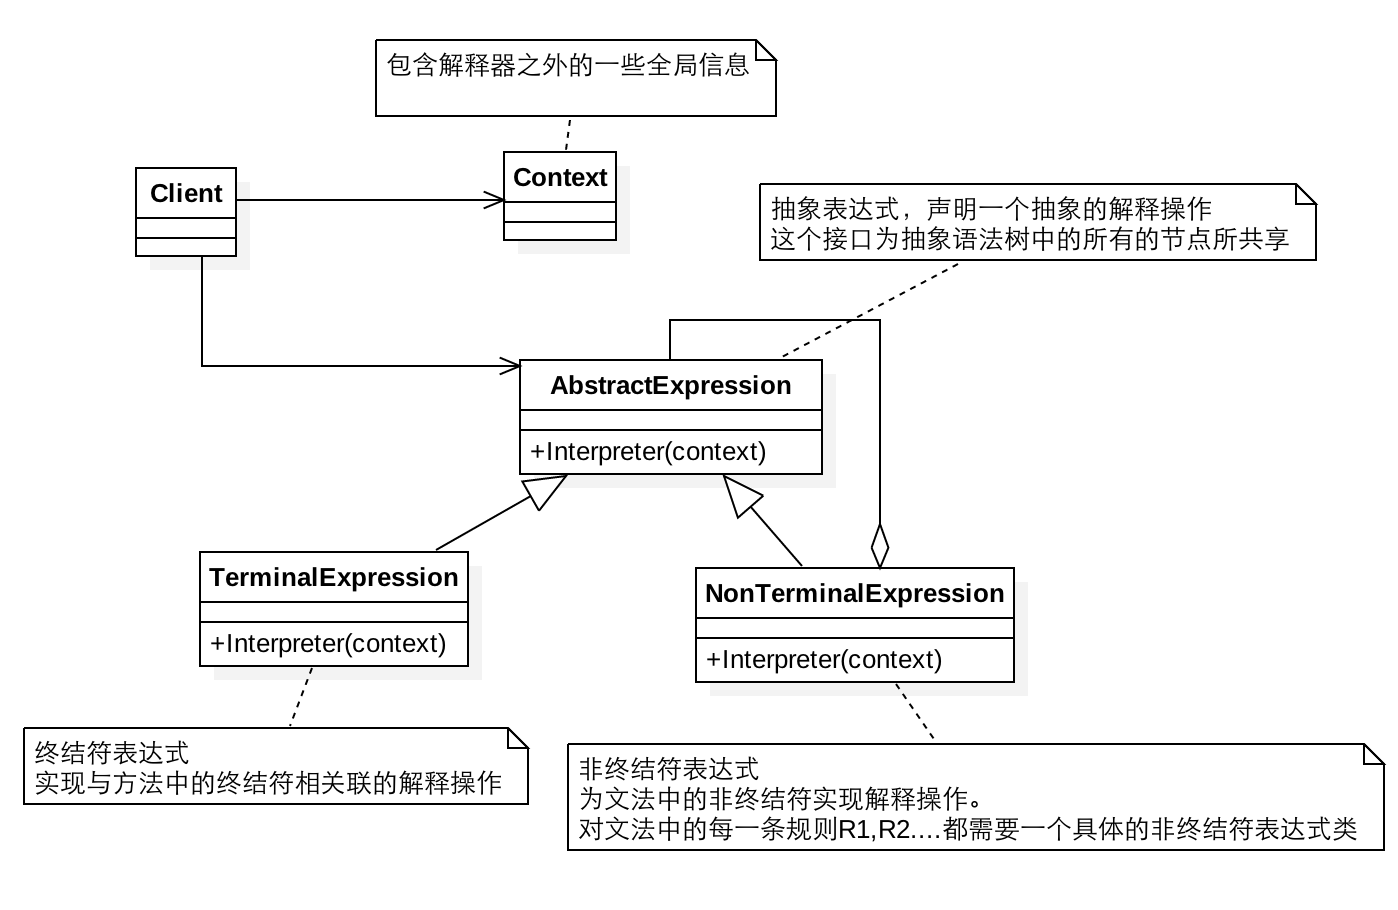 包含解释器之外的一些全局信息
Client
Context
抽象表达式，声明一个抽象的解释操作
这个接口为抽象语法树中的所有的节点所共享
AbstractExpression
+Interpreter(context)
TerminalExpression
+Interpreter(context)
NonTerminalExpression
+Interpreter(context)
终结符表达式
实现与方法中的终结符相关联的解释操作
非终结符表达式
为文法中的非终结符实现解释操作。
对文法中的每一条规则R1,R2....都需要一个具体的非终结符表达式类